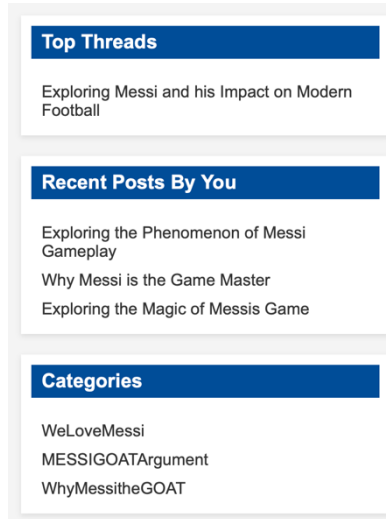 Top Threads
Exploring Messi and his Impact on Modern
Football
Recent Posts By You
Exploring the Phenomenon of Messi
Gameplay
Why Messi is the Game Master
Exploring the Magic of Messis Game
Categories
WeLoveMessi
MESSIGOATArgument
WhyMessitheGOAT